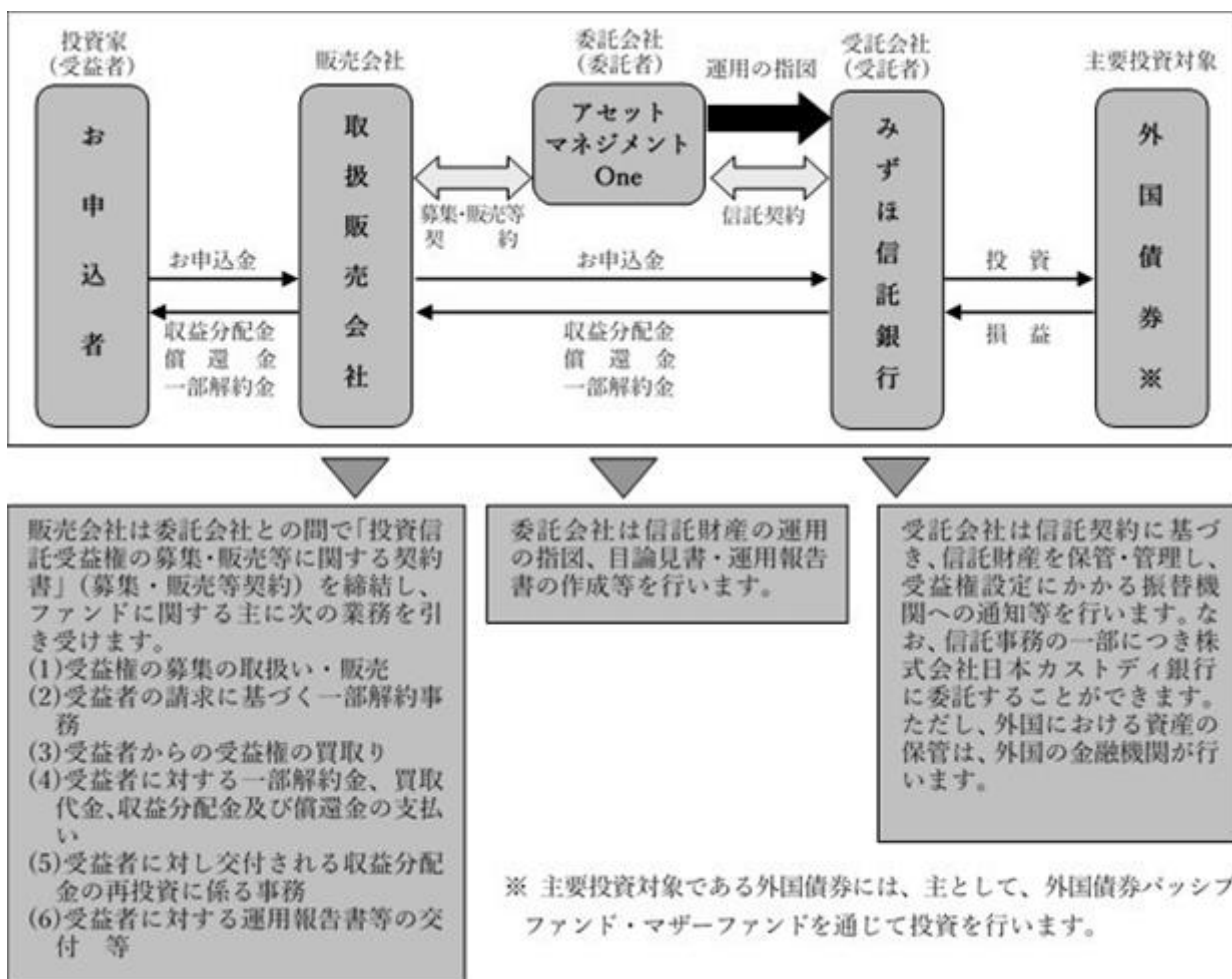 投資家
(受益者)
販売会社
委託会社
(委託者)
運用の指図
受託会社
(受託者)
主要投資対象
お申込者
取扱販売会社
アセット
マネジメント
One
みずほ信託銀行
外国債券※
募集・販売等
契 約
信託契約
お申込金
お申込金
投 資
収益分配金
償 還 金
一部解約金
収益分配金
償 還 金
一部解約金
損 益
販売会社は委託会社との間で「投資信
託受益権の募集・販売等に関する契約
書」(募集・販売等契約)を締結し、
ファンドに関する主に次の業務を引
き受けます。
(1)受益権の募集の取扱い・販売
(2)受益者の請求に基づく一部解約事
務
(3)受益者からの受益権の買取り
(4)受益者に対する一部解約金、買取
代金、収益分配金及び償還金の支払
い
(5)受益者に対し交付される収益分配
金の再投資に係る事務
(6)受益者に対する運用報告書等の交
付 等
委託会社は信託財産の運用
の指図、目論見書・運用報告
書の作成等を行います。
受託会社は信託契約に基づ
き、信託財産を保管・管理し、
受益権設定にかかる振替機
関への通知等を行います。な
お、信託事務の一部につき株
式会社日本カストディ銀行
に委託することができます。
ただし、外国における資産の
保管は、外国の金融機関が行
います。
※ 主要投資対象である外国債券には、主として、外国債券パッシブ
ファンド・マザーファンドを通じて投資を行います。